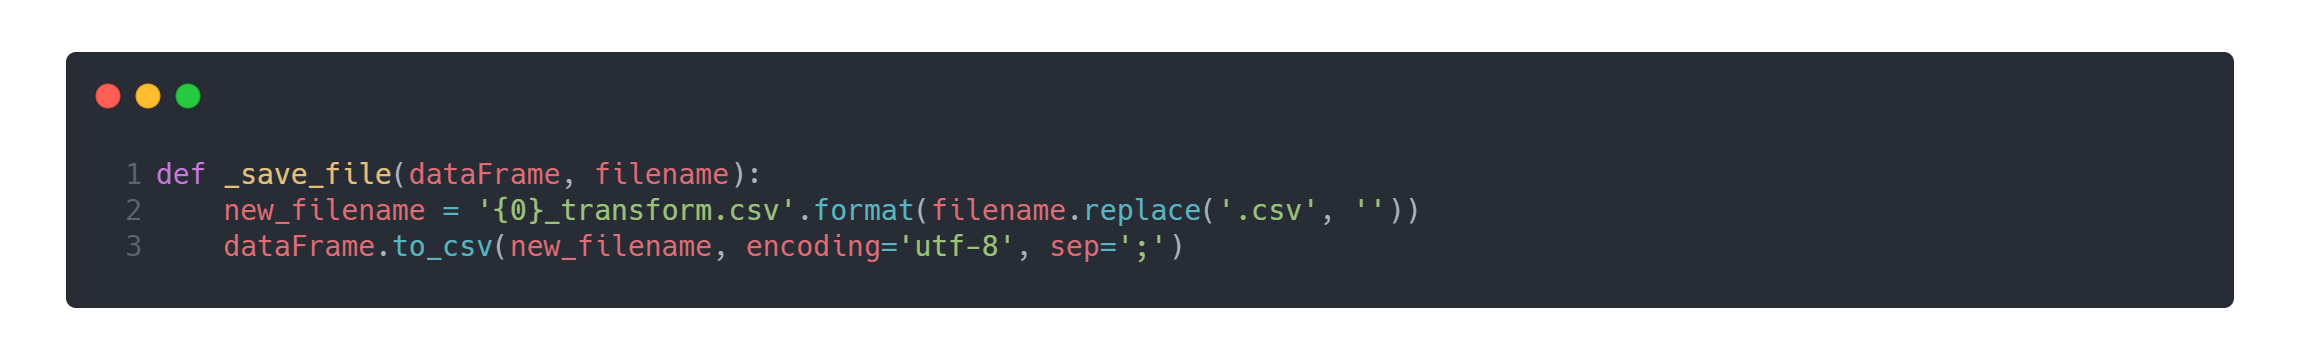 1 def _save_file(dataFrame, filename):
2     new_filename = '{0}_transform.csv'.format(filename.replace('.csv', ''))
3     dataFrame.to_csv(new_filename, encoding='utf-8', sep=';')